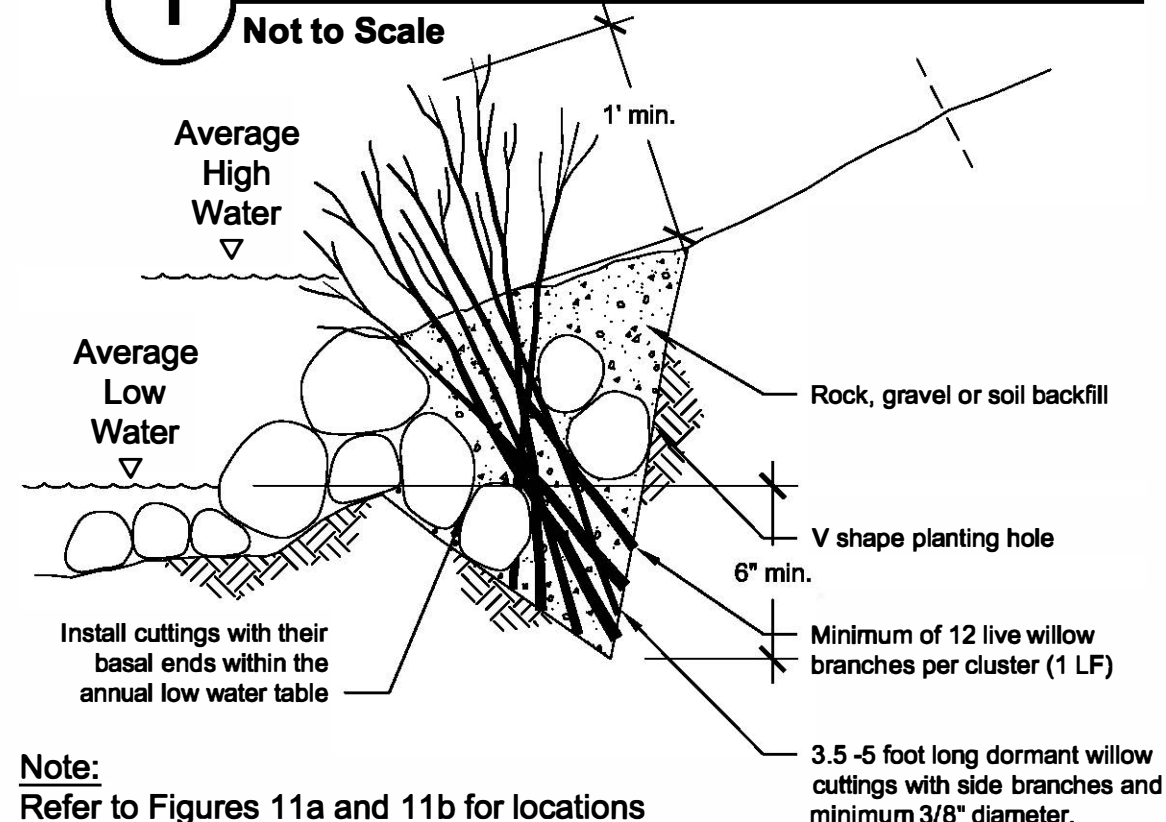 1
Not to Scale
1' min.
Average
High
Water
Average
Low
Water
Rock, gravel or soil backfill
V shape planting hole
6" min.
Install cuttings with their
basal ends within the
annual low water table
Minimum of 12 live willow
branches per cluster (1 LF)
3.5 -5 foot long dormant willow
cuttings with side branches and
minimum 3/8" diameter.
Note:
Refer to Figures 11a and 11b for locations